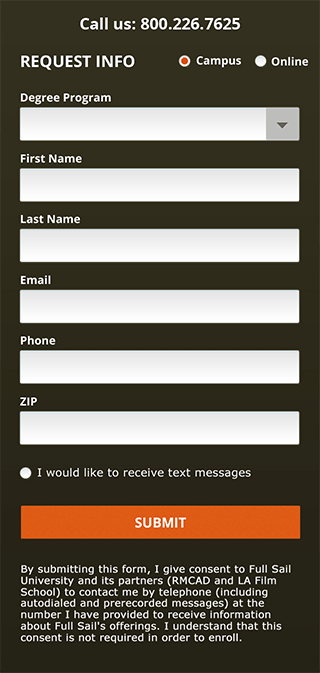 Call us: 800.226.7625
REQUEST INFO Campus Online
Degree Program
First Name
Last Name
Email
Phone
ZIP
I would like to receive text messages
SUBMIT
By submitting this form, I give consent to Full Sail
University and its partners (RMCAD and LA Film
School) to contact me by telephone (including
autodialed and prerecorded messages) at the
number I have provided to receive information
about Full Sail's offerings. I understand that this
consent is not required in order to enroll.